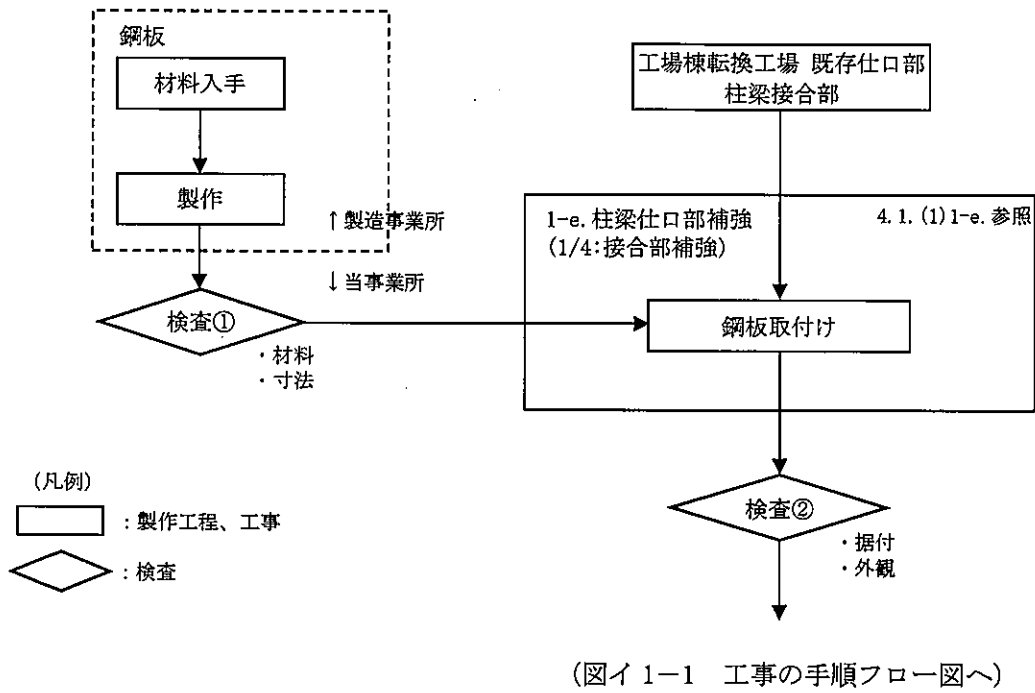 鋼板
材料入手
製作
↑製造事業所
↓当事業所
検査①
・材料
・寸法
工場棟転換工場 既存仕口部
柱梁接合部
1-e. 柱梁仕口部補強
(1/4:接合部補強)
4.1.(1)1-e.参照
鋼板取付け
検査②
・据付
・外観
(凡例)
：製作工程、工事
：検査
(図イ1-1 工事の手順フロー図へ)